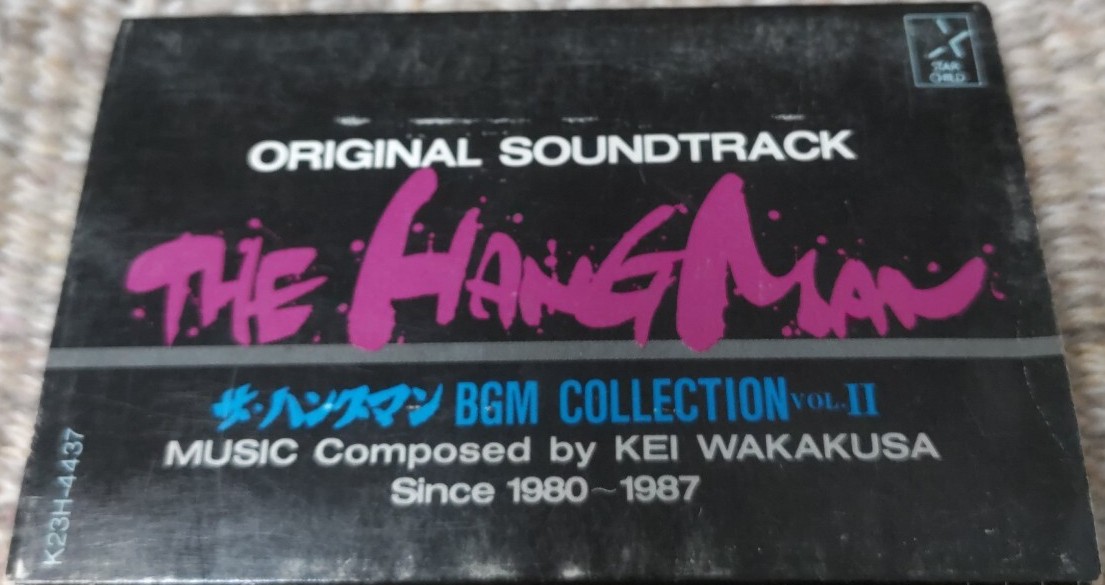 STAR
ORLD
ORIGINAL SOUNDTRACK
THE HANGMAN
ザ・ハングマン BGM COLLECTION VOL.II
MUSIC Composed by KEI WAKAKUSA
Since 1980~1987
K23H-4437